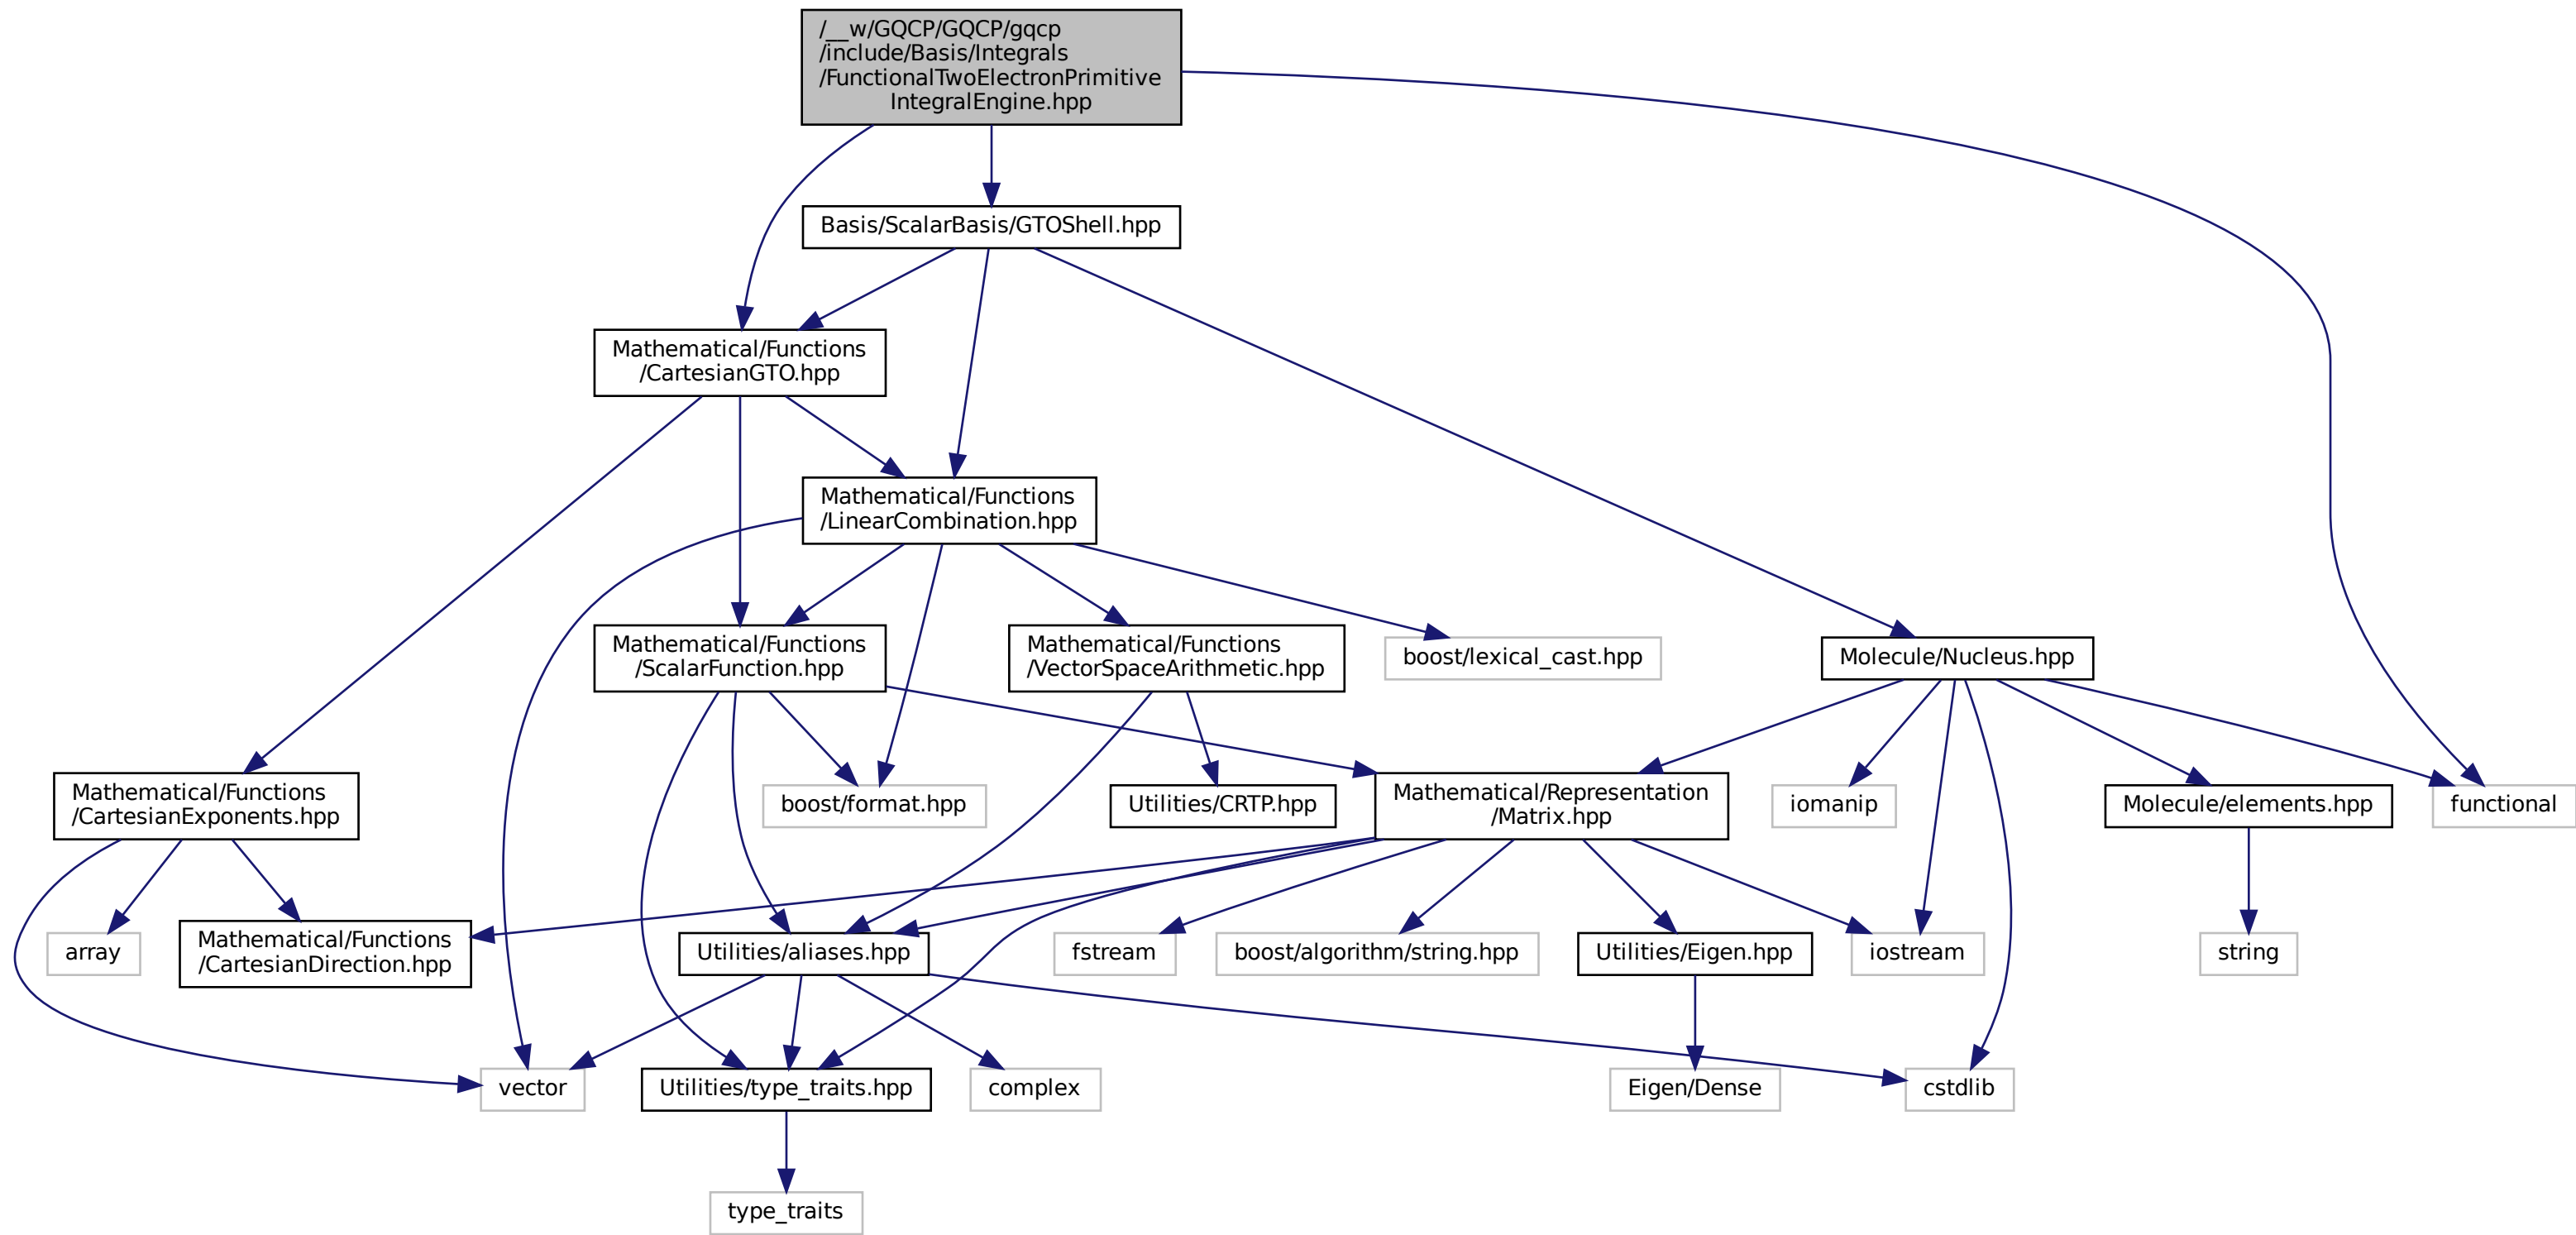 /__w/GQCP/GQCP/gqcp
/include/Basis/Integrals
/FunctionalTwoElectronPrimitive
IntegralEngine.hpp
Basis/ScalarBasis/GTOShell.hpp
Mathematical/Functions
/CartesianGTO.hpp
Mathematical/Functions
/LinearCombination.hpp
Mathematical/Functions
/ScalarFunction.hpp
Mathematical/Functions
/VectorSpaceArithmetic.hpp
boost/lexical_cast.hpp
Molecule/Nucleus.hpp
Mathematical/Functions
/CartesianExponents.hpp
boost/format.hpp
Utilities/CRTP.hpp
Mathematical/Representation
/Matrix.hpp
iomanip
Molecule/elements.hpp
functional
array
Mathematical/Functions
/CartesianDirection.hpp
Utilities/aliases.hpp
fstream
boost/algorithm/string.hpp
Utilities/Eigen.hpp
iostream
string
vector
Utilities/type_traits.hpp
complex
Eigen/Dense
cstdlib
type_traits